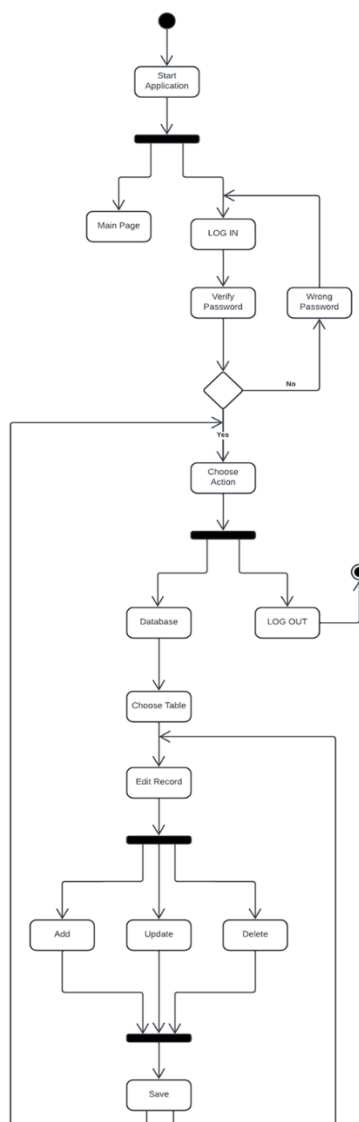 Start
Application
Main Page
LOG IN
Verify
Password
Wrong
Password
No
Yes
Choose
Action
Database
LOG OUT
Choose Table
Edit Record
Add
Update
Delete
Save